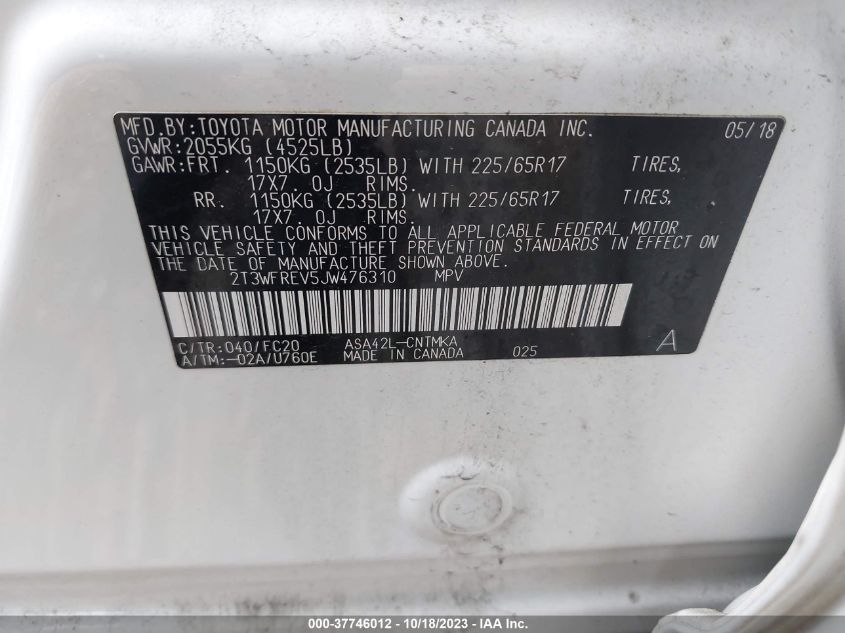 MFD.BY:TOYOTA MOTOR MANUFACTURING CANADA INC. 05/18
GVWR:2055KG (4525LB)
GAWR:FRT. 1150KG (2535LB) WITH 225/65R17 TIRES,
17X7.0J RIMS.
RR. 1150KG (2535LB) WITH 225/65R17 TIRES,
17X7.0J RIMS.
THIS VEHICLE CONFORMS TO ALL APPLICABLE FEDERAL MOTOR
VEHICLE SAFETY AND THEFT PREVENTION STANDARDS IN EFFECT ON
THE DATE OF MANUFACTURE SHOWN ABOVE.
2T3WFREV5JW476310 MPV
C/TR:040/FC20 ASA42L-CNTMKA A
A/TM:-02A/U760E MADE IN CANADA 025
000-37746012 - 10/18/2023 - IAA Inc.